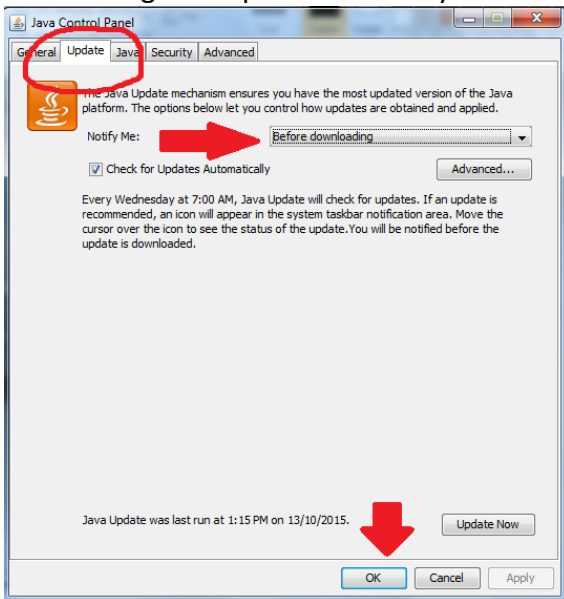 Java Control Panel
General Update Java Security Advanced
The Java Update mechanism ensures you have the most updated version of the Java
platform. The options below let you control how updates are obtained and applied.
Notify Me: Before downloading
Check for Updates Automatically Advanced...
Every Wednesday at 7:00 AM, Java Update will check for updates. If an update is
recommended, an icon will appear in the system taskbar notification area. Move the
cursor over the icon to see the status of the update.You will be notified before the
update is downloaded.
Java Update was last run at 1:15 PM on 13/10/2015. Update Now
OK Cancel Apply